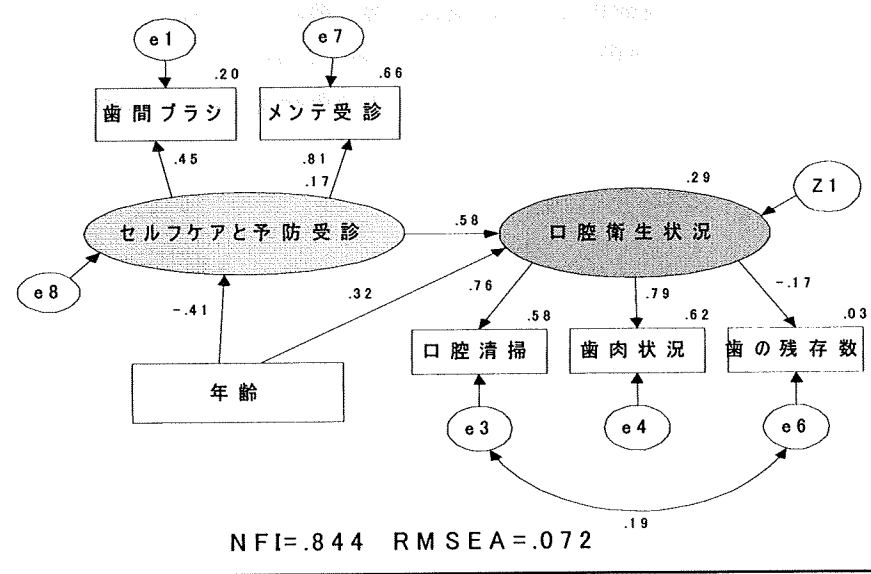 e1
e7
.20
.66
歯間ブラシ
メンテ受診
.45
.81
.17
.29
Z1
セルフケアと予防受診
.58
口腔衛生状況
e8
-.41
.32
.76
.79
-.17
.58
.62
.03
口腔清掃
歯肉状況
歯の残存数
年齢
e3
e4
e6
.19
NFI=.844 RMSEA=.072